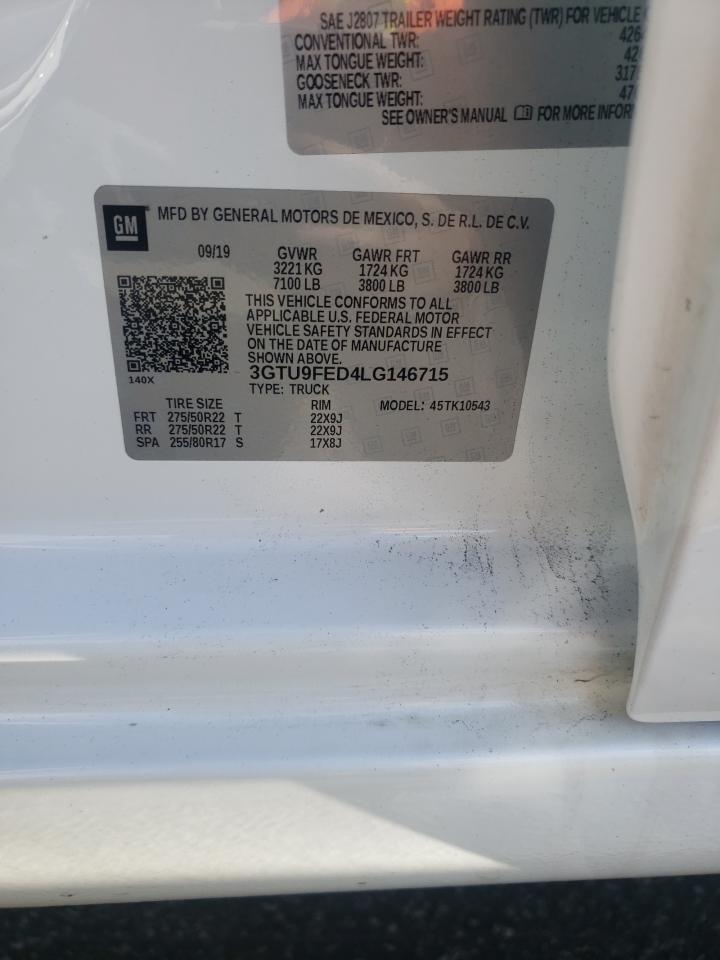 SAE J2807 TRAILER WEIGHT RATING (TWR) FOR VEHICLE
CONVENTIONAL TWR:
MAX TONGUE WEIGHT:
GOOSENECK TWR:
MAX TONGUE WEIGHT:
SEE OWNER'S MANUAL FOR MORE
GM MFD BY GENERAL MOTORS DE MEXICO, S. DE R.L. DE C.V.
09/19 GVWR GAWR FRT GAWR RR
3221 KG 1724 KG 1724 KG
7100 LB 3800 LB 3800 LB
THIS VEHICLE CONFORMS TO ALL
APPLICABLE U.S. FEDERAL MOTOR
VEHICLE SAFETY STANDARDS IN EFFECT
ON THE DATE OF MANUFACTURE
SHOWN ABOVE.
3GTU9FED4LG146715
140X TYPE: TRUCK
TIRE SIZE RIM MODEL: 45TK10543
FRT 275/50R22 T 22X9J
RR 275/50R22 T 22X9J
SPA 255/80R17 S 17X8J